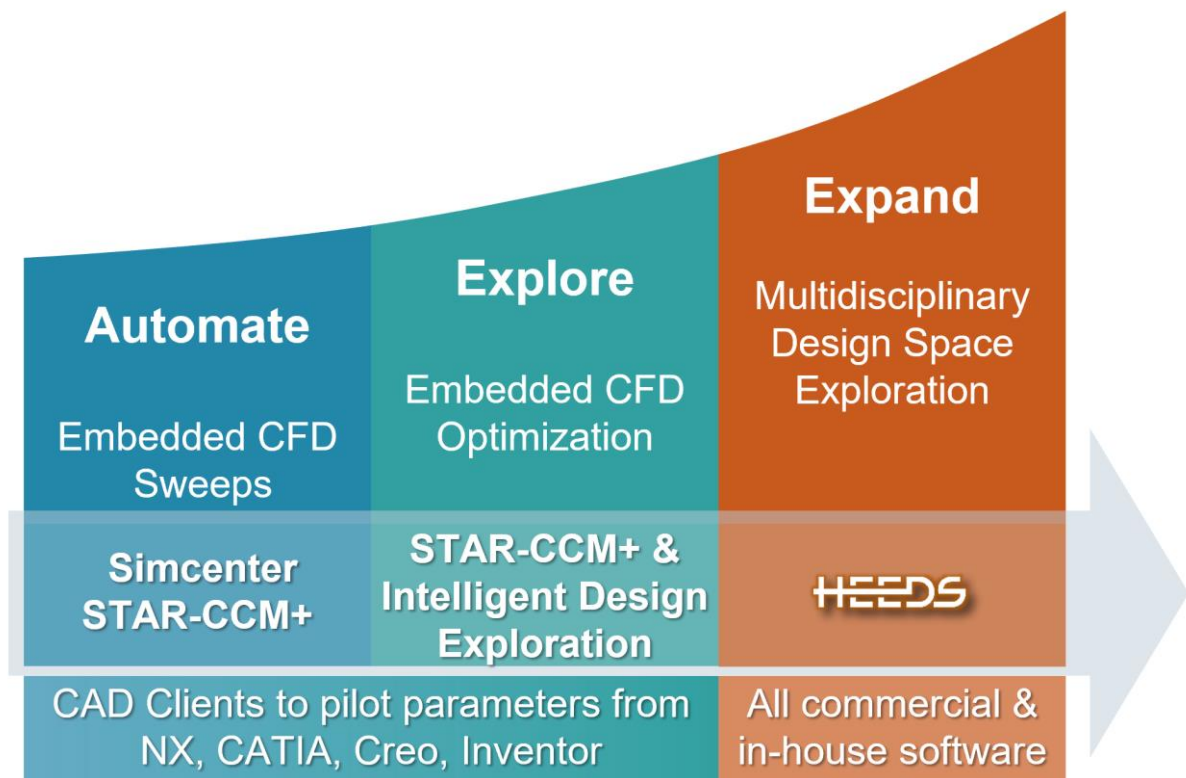 Automate
Embedded CFD
Sweeps
Simcenter
STAR-CCM+
Explore
Embedded CFD
Optimization
STAR-CCM+ &
Intelligent Design
Exploration
Expand
Multidisciplinary
Design Space
Exploration
HEEDS
CAD Clients to pilot parameters from
NX, CATIA, Creo, Inventor
All commercial &
in-house software